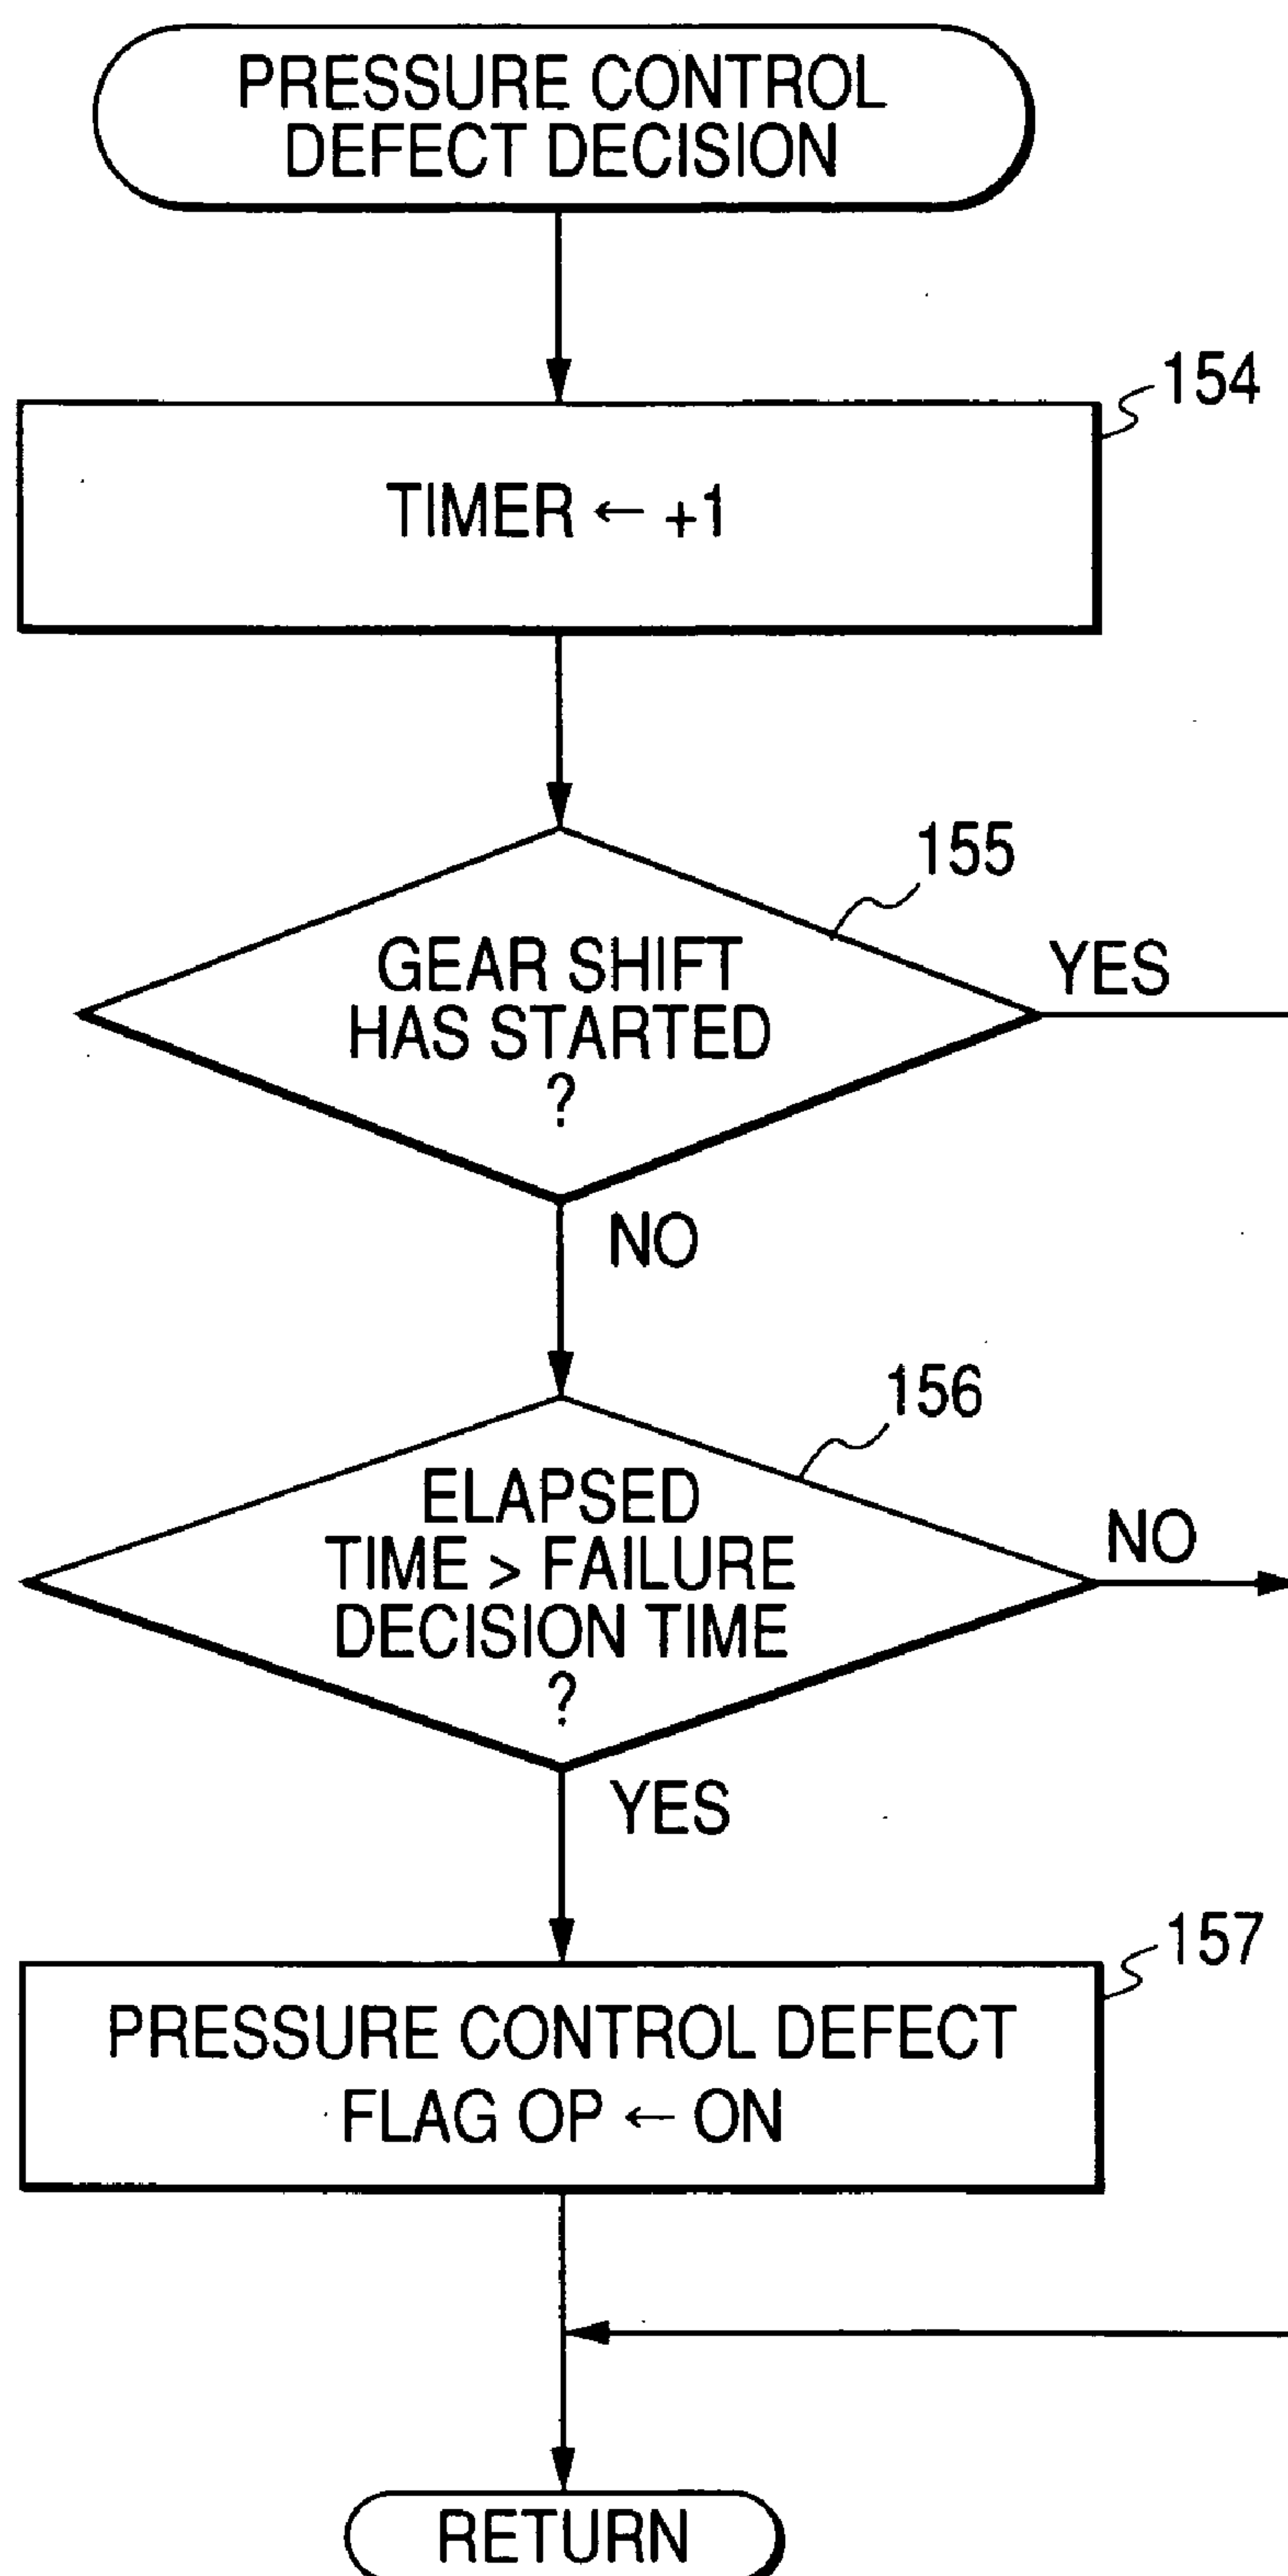 PRESSURE CONTROL
DEFECT DECISION
154
TIMER ← +1
155
GEAR SHIFT
HAS STARTED
?
YES
NO
156
ELAPSED
TIME > FAILURE
DECISION TIME
?
NO
YES
157
PRESSURE CONTROL DEFECT
FLAG OP ← ON
RETURN